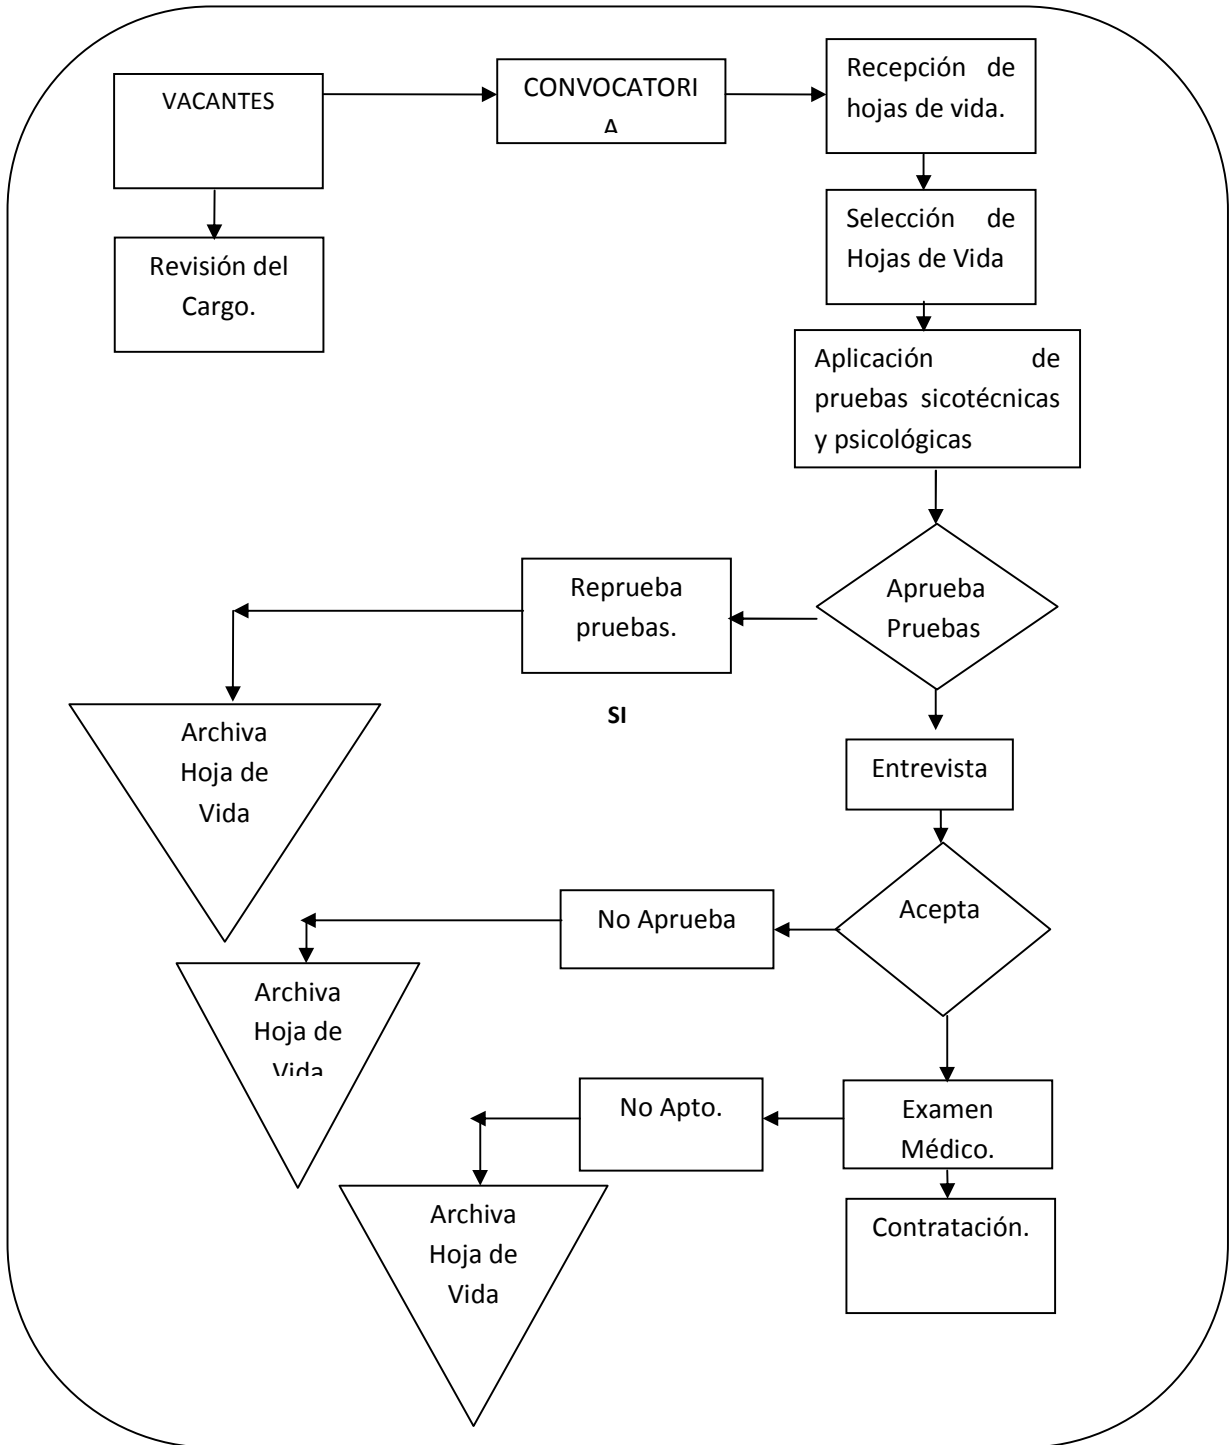 VACANTES
CONVOCATORI
A
Recepción de
hojas de vida.
Revisión del
Cargo.
Selección de
Hojas de Vida
Aplicación de
pruebas sicotécnicas
y psicológicas
Aprueba
Pruebas
Reprueba
pruebas.
SI
Archiva
Hoja de
Vida
Entrevista
Acepta
No Aprueba
Archiva
Hoja de
Vida
Examen
Médico.
No Apto.
Archiva
Hoja de
Vida
Contratación.